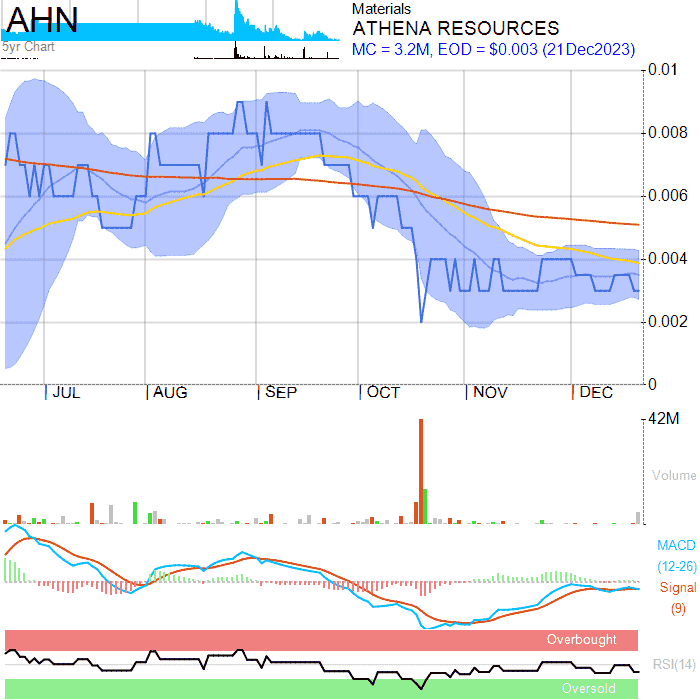 AHN
5yr Chart
Materials
ATHENA RESOURCES
MC = 3.2M, EOD = $0.003 (21Dec2023)
0.01
0.008
0.006
0.004
0.002
0
JUL AUG SEP OCT NOV DEC
42M
Volume
MACD
(12-26)
Signal
(9)
Overbought
RSI(14)
Oversold